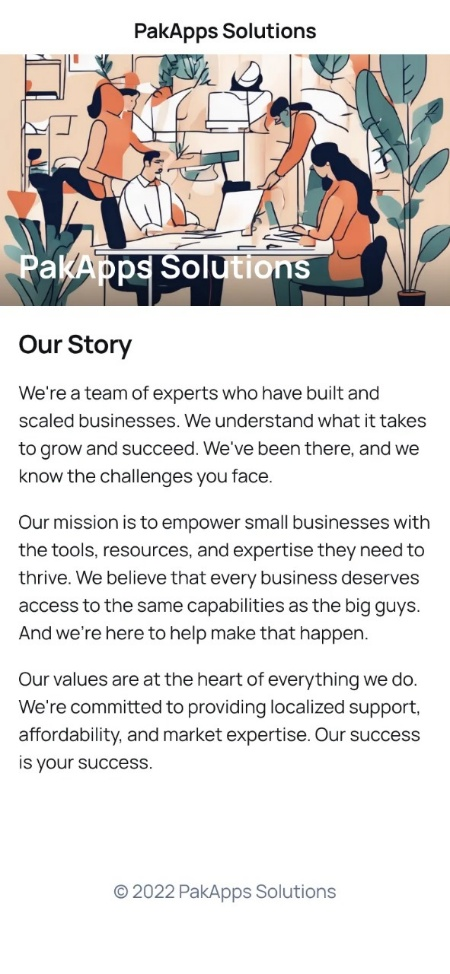 PakApps Solutions
PakApps Solutions
Our Story
We're a team of experts who have built and
scaled businesses. We understand what it takes
to grow and succeed. We've been there, and we
know the challenges you face.
Our mission is to empower small businesses with
the tools, resources, and expertise they need to
thrive. We believe that every business deserves
access to the same capabilities as the big guys.
And we're here to help make that happen.
Our values are at the heart of everything we do.
We're committed to providing localized support,
affordability, and market expertise. Our success
is your success.
© 2022 PakApps Solutions